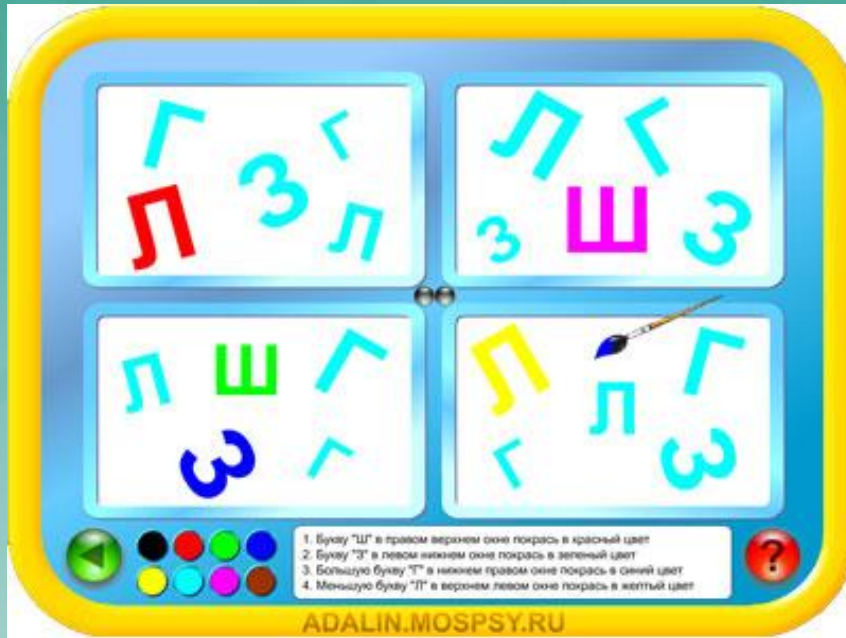 Г З Г
Л Л
Л Г
З Ш З
Л Ш Г
З Г
Л Л Г
Г З
1. Букву "Ш" в правом верхнем окне покрась в красный цвет
2. Букву "З" в левом нижнем окне покрась в зеленый цвет
3. Большую букву "Г" в нижнем правом окне покрась в синий цвет
4. Меньшую букву "Л" в верхнем левом окне покрась в желтый цвет
?
ADALIN.MOSPSY.RU